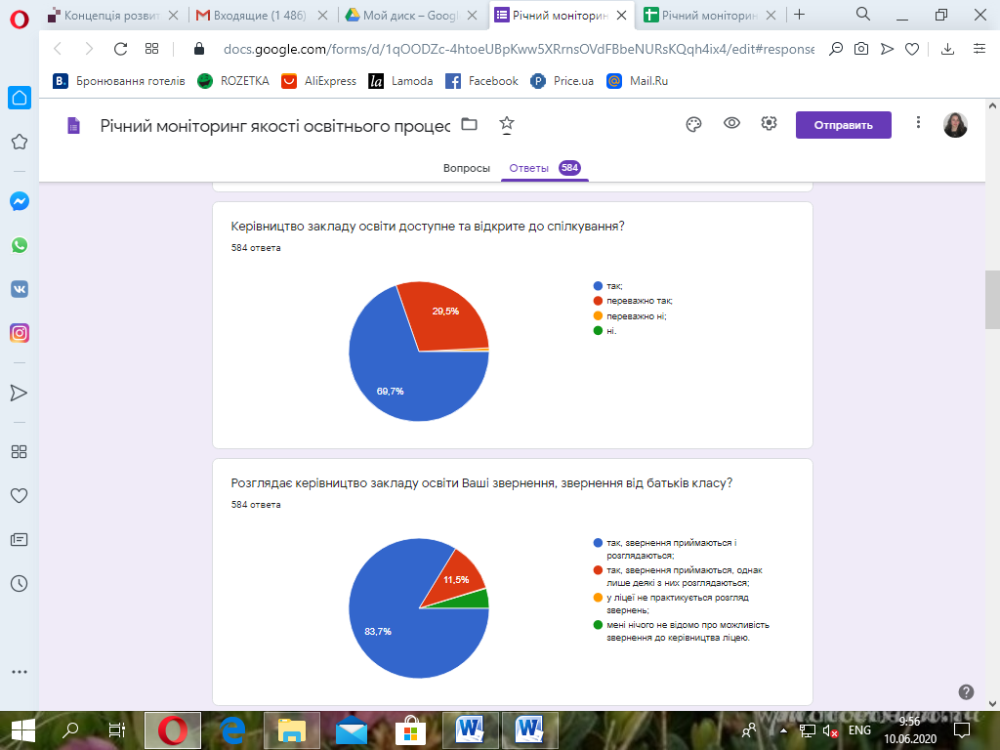 Концепція розвит
Входящие (1 486)
Мой диск – Googl
Річний моніторин
Річний моніторин
docs.google.com/forms/d/1qOODZc-4htoeUBpKww5XRrnsOVdFBbeNURsKQqh4ix4/edit#response
B. Бронювання готелів
ROZETKA
AliExpress
la Lamoda
Facebook
P Price.ua
Mail.Ru
Річний моніторинг якості освітнього процес
Отправить
Вопросы
Ответы 584
Керівництво закладу освіти доступне та відкрите до спілкування?
584 ответа
29,5%
69,7%
так;
переважно так;
переважно ні;
ні.
Розглядає керівництво закладу освіти Ваші звернення, звернення від батьків класу?
584 ответа
11,5%
83,7%
так, звернення приймаються і
розглядаються;
так, звернення приймаються, однак
лише деякі з них розглядаються;
у ліцеї не практикується розгляд
звернень;
мені нічого не відомо про можливість
звернення до керівництва ліцею.
ENG
9:56
10.06.2020